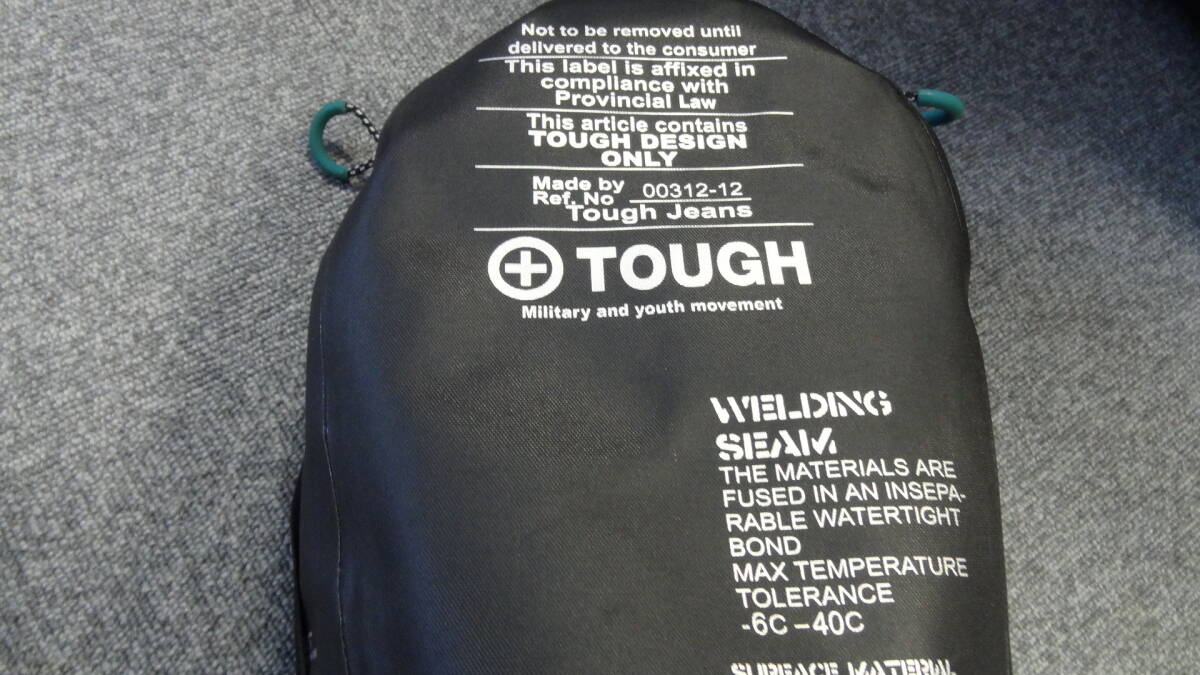 Not to be removed until
delivered to the consumer
This label is affixed in
compliance with
Provincial Law
This article contains
TOUGH DESIGN
ONLY
Made by
Ref. No 00312-12
Tough Jeans
TOUGH
Military and youth movement
WELDING
SEAM
THE MATERIALS ARE
FUSED IN AN INSEPA-
RABLE WATERTIGHT
BOND
MAX TEMPERATURE
TOLERANCE
-6C –40C
SURFACE MATERIAL